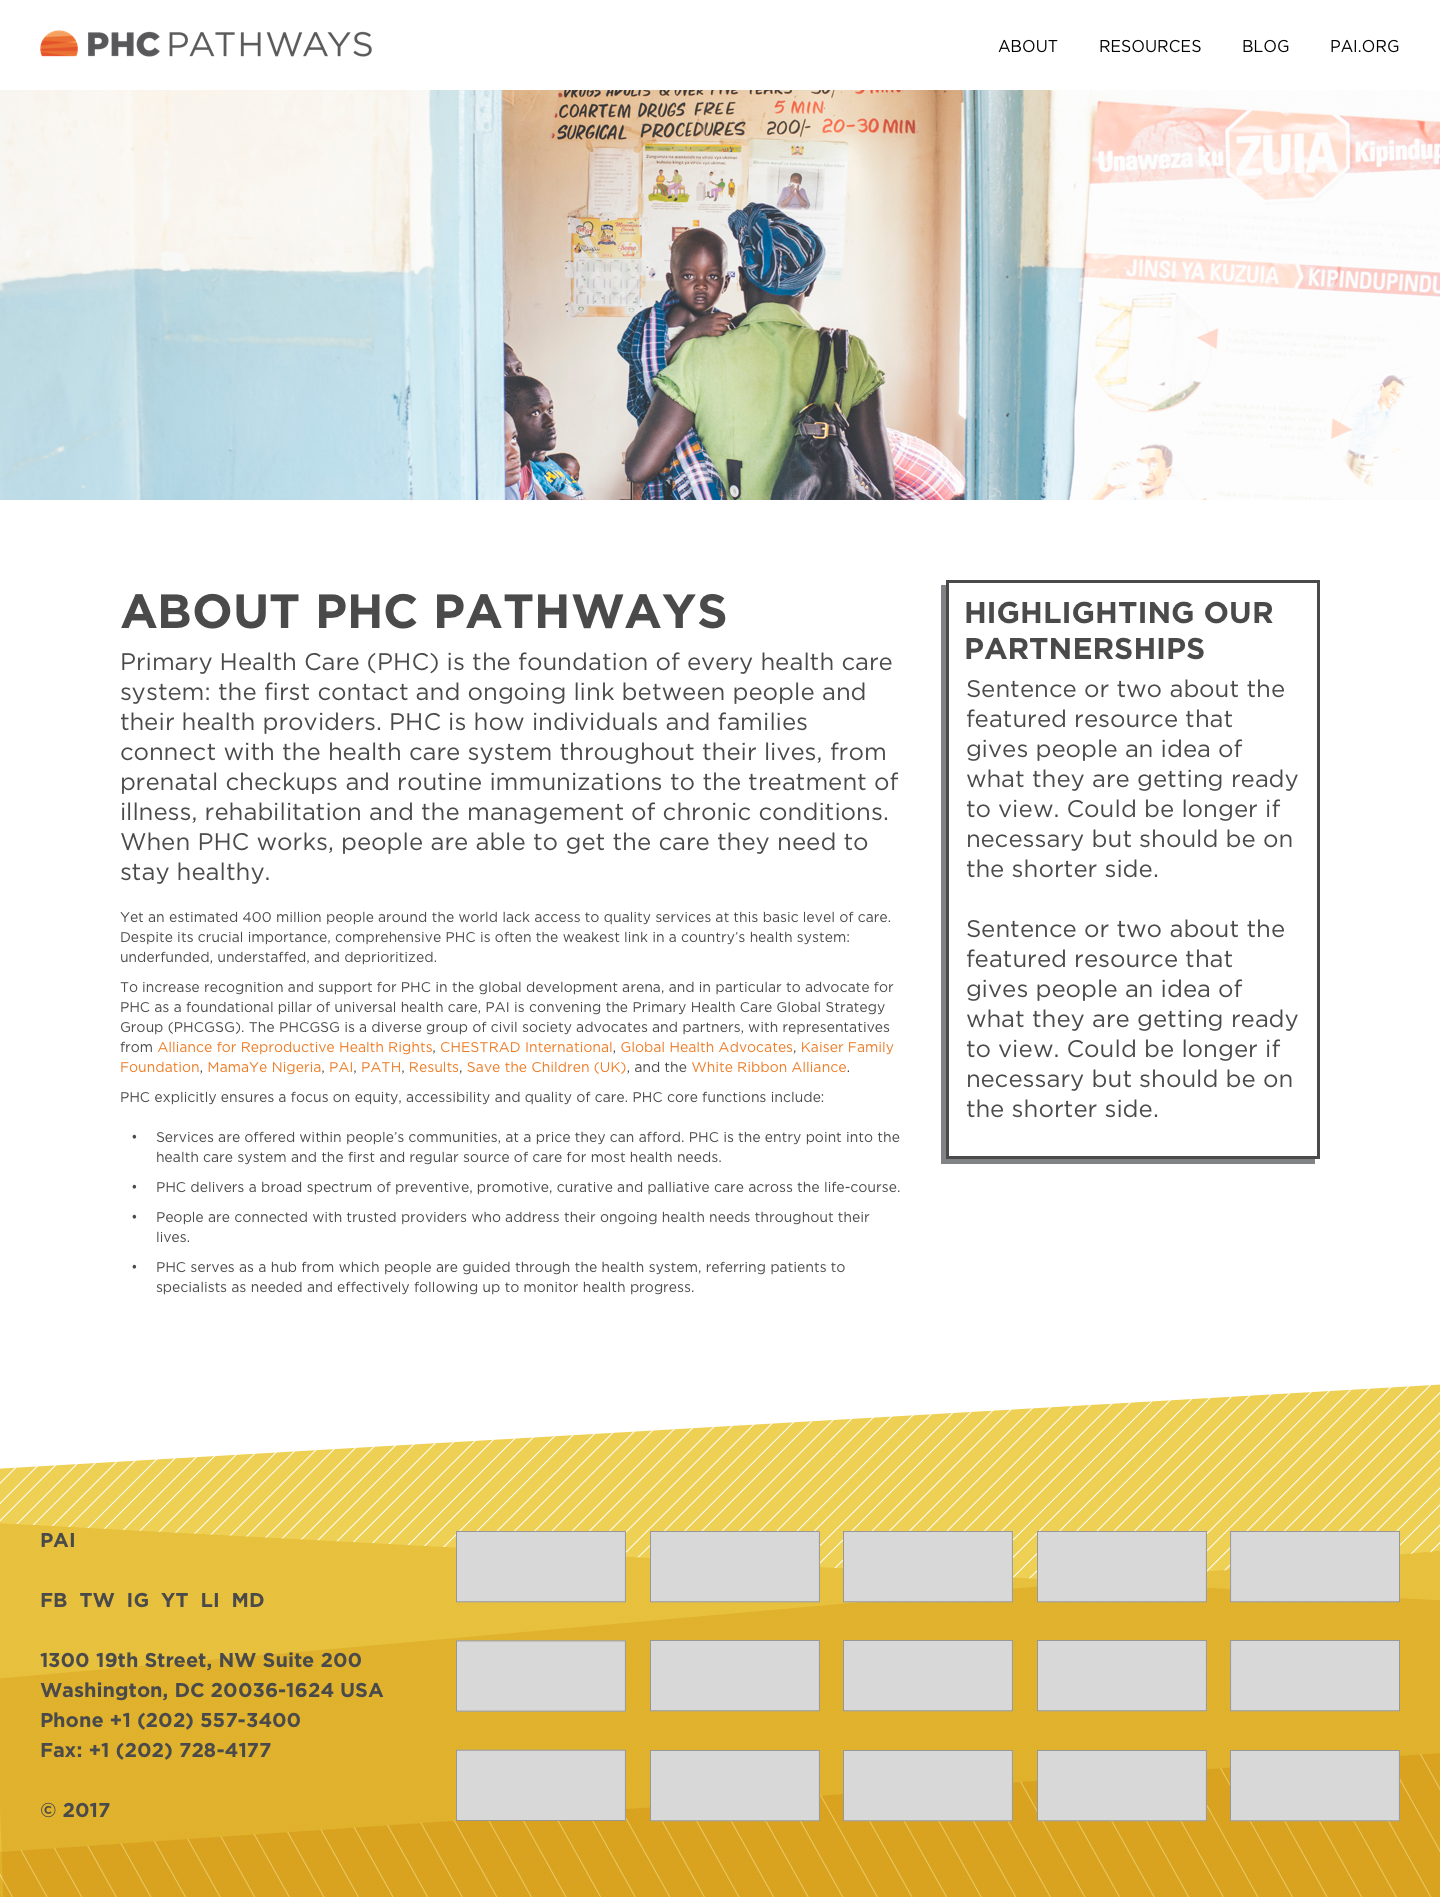 PHC PATHWAYS
ABOUT RESOURCES BLOG PAI.ORG
COARTEM DRUGS FREE 5 MIN
SURGICAL PROCEDURES 200/- 20-30 MIN
Unaweza ku ZUIA Kipindup
JINSI YA KUZUIA KIPINDUPINDU
ABOUT PHC PATHWAYS
Primary Health Care (PHC) is the foundation of every health care
system: the first contact and ongoing link between people and
their health providers. PHC is how individuals and families
connect with the health care system throughout their lives, from
prenatal checkups and routine immunizations to the treatment of
illness, rehabilitation and the management of chronic conditions.
When PHC works, people are able to get the care they need to
stay healthy.
Yet an estimated 400 million people around the world lack access to quality services at this basic level of care.
Despite its crucial importance, comprehensive PHC is often the weakest link in a country’s health system:
underfunded, understaffed, and deprioritized.
To increase recognition and support for PHC in the global development arena, and in particular to advocate for
PHC as a foundational pillar of universal health care, PAI is convening the Primary Health Care Global Strategy
Group (PHCGSG). The PHCGSG is a diverse group of civil society advocates and partners, with representatives
from Alliance for Reproductive Health Rights, CHESTRAD International, Global Health Advocates, Kaiser Family
Foundation, MamaYe Nigeria, PAI, PATH, Results, Save the Children (UK), and the White Ribbon Alliance.
PHC explicitly ensures a focus on equity, accessibility and quality of care. PHC core functions include:
• Services are offered within people’s communities, at a price they can afford. PHC is the entry point into the
health care system and the first and regular source of care for most health needs.
• PHC delivers a broad spectrum of preventive, promotive, curative and palliative care across the life-course.
• People are connected with trusted providers who address their ongoing health needs throughout their
lives.
• PHC serves as a hub from which people are guided through the health system, referring patients to
specialists as needed and effectively following up to monitor health progress.
HIGHLIGHTING OUR
PARTNERSHIPS
Sentence or two about the
featured resource that
gives people an idea of
what they are getting ready
to view. Could be longer if
necessary but should be on
the shorter side.
Sentence or two about the
featured resource that
gives people an idea of
what they are getting ready
to view. Could be longer if
necessary but should be on
the shorter side.
PAI
FB TW IG YT LI MD
1300 19th Street, NW Suite 200
Washington, DC 20036-1624 USA
Phone +1 (202) 557-3400
Fax: +1 (202) 728-4177
© 2017